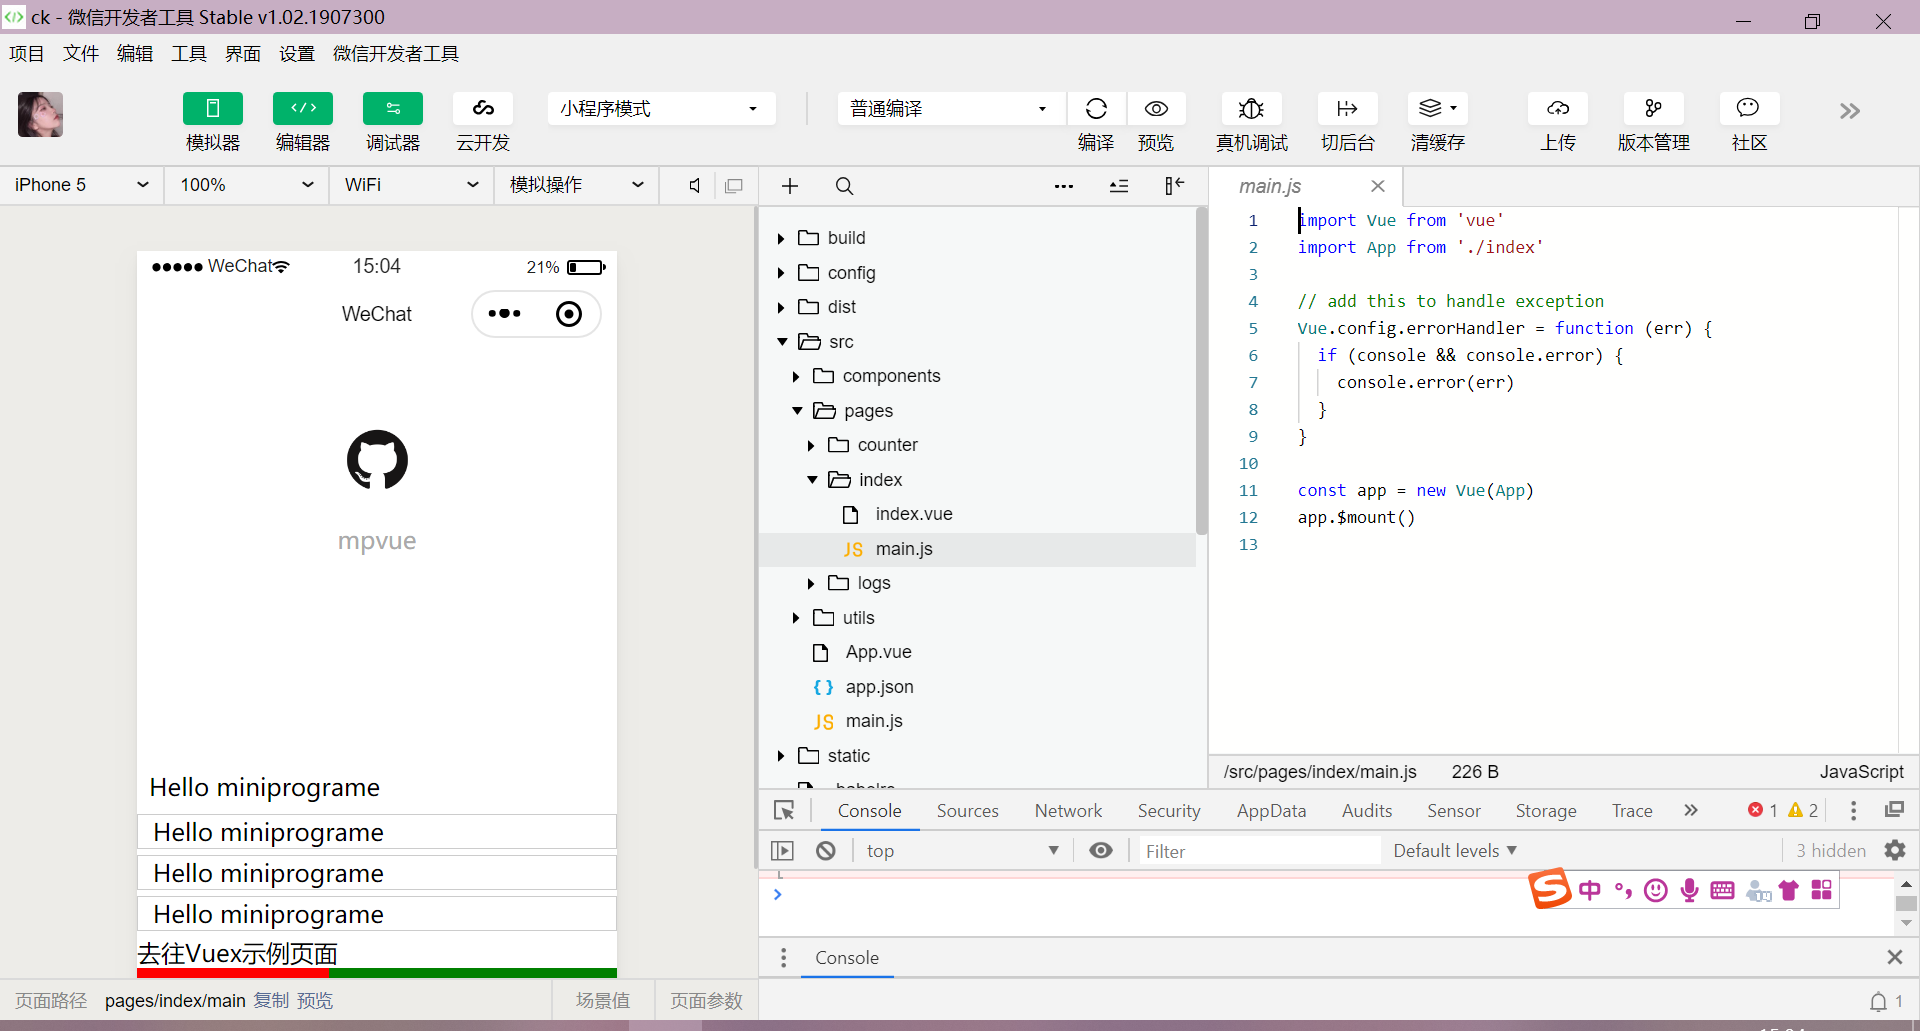 ck - 微信开发者工具 Stable v1.02.1907300
项目 文件 编辑 工具 界面 设置 微信开发者工具
小程序模式 普通编译
模拟器 编辑器 调试器 云开发 编译 预览 真机调试 切后台 清缓存 上传 版本管理 社区
iPhone 5 100% WiFi 模拟操作
WeChat 15:04 21%
WeChat
mpvue
Hello miniprograme
Hello miniprograme
Hello miniprograme
Hello miniprograme
去往Vuex示例页面
页面路径 pages/index/main 复制 预览 场景值 页面参数
build
config
dist
src
components
pages
counter
index
index.vue
JS main.js
logs
utils
App.vue
{ } app.json
JS main.js
static
main.js
1 import Vue from 'vue'
2 import App from './index'
3
4 // add this to handle exception
5 Vue.config.errorHandler = function (err) {
6 if (console && console.error) {
7 console.error(err)
8 }
9 }
10
11 const app = new Vue(App)
12 app.$mount()
13
/src/pages/index/main.js 226 B JavaScript
Console Sources Network Security AppData Audits Sensor Storage Trace 1 2
top Filter Default levels 3 hidden
中
Console
1